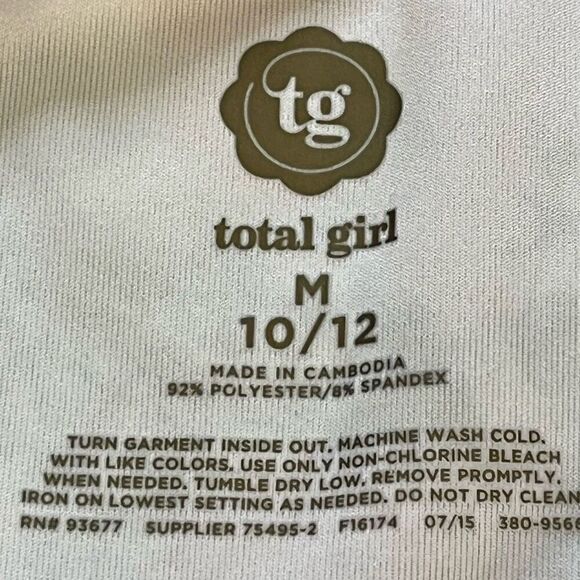 tg
total girl
M
10/12
MADE IN CAMBODIA
92% POLYESTER/8% SPANDEX
TURN GARMENT INSIDE OUT. MACHINE WASH COLD.
WITH LIKE COLORS. USE ONLY NON-CHLORINE BLEACH
WHEN NEEDED. TUMBLE DRY LOW. REMOVE PROMPTLY.
IRON ON LOWEST SETTING AS NEEDED. DO NOT DRY CLEAN
RN# 93677 SUPPLIER 75495-2 F16174 07/15 380-956